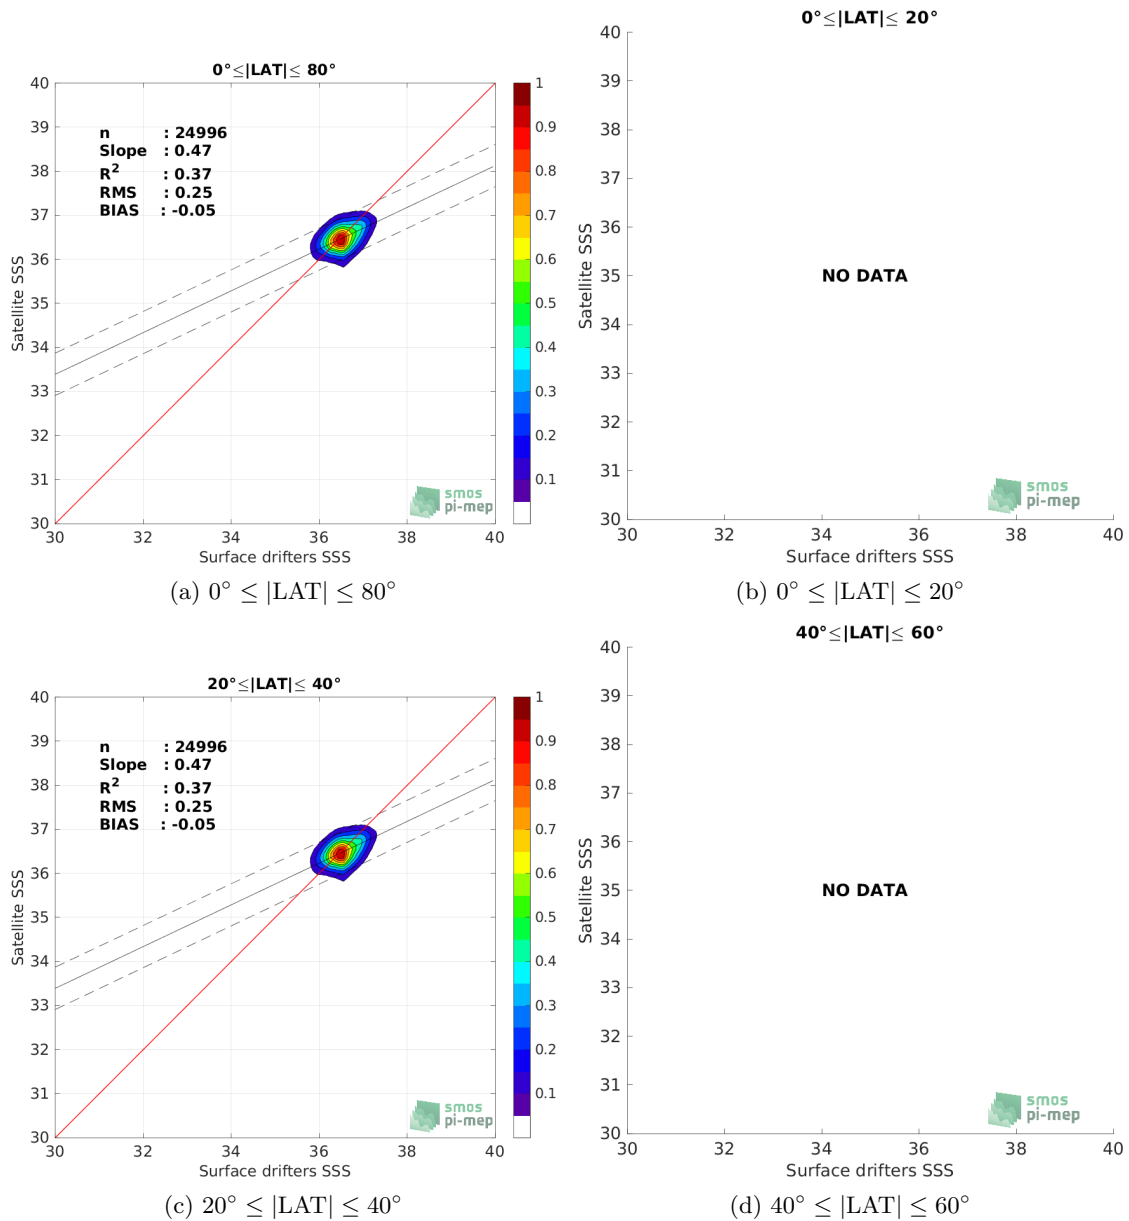 0°≤|LAT|≤ 80°
40
39
38
37
36
35
34
33
32
31
30
Satellite SSS
n : 24996
Slope : 0.47
R² : 0.37
RMS : 0.25
BIAS : -0.05
30 32 34 36 38 40
Surface drifters SSS
1
0.9
0.8
0.7
0.6
0.5
0.4
0.3
0.2
0.1
smos
pi-mep
(a) 0° ≤ |LAT| ≤ 80°
0°≤|LAT|≤ 20°
40
39
38
37
36
35
34
33
32
31
30
Satellite SSS
NO DATA
smos
pi-mep
30 32 34 36 38 40
Surface drifters SSS
(b) 0° ≤ |LAT| ≤ 20°
20°≤|LAT|≤ 40°
40
39
38
37
36
35
34
33
32
31
30
Satellite SSS
n : 24996
Slope : 0.47
R² : 0.37
RMS : 0.25
BIAS : -0.05
30 32 34 36 38 40
Surface drifters SSS
1
0.9
0.8
0.7
0.6
0.5
0.4
0.3
0.2
0.1
smos
pi-mep
(c) 20° ≤ |LAT| ≤ 40°
40°≤|LAT|≤ 60°
40
39
38
37
36
35
34
33
32
31
30
Satellite SSS
NO DATA
smos
pi-mep
30 32 34 36 38 40
Surface drifters SSS
(d) 40° ≤ |LAT| ≤ 60°